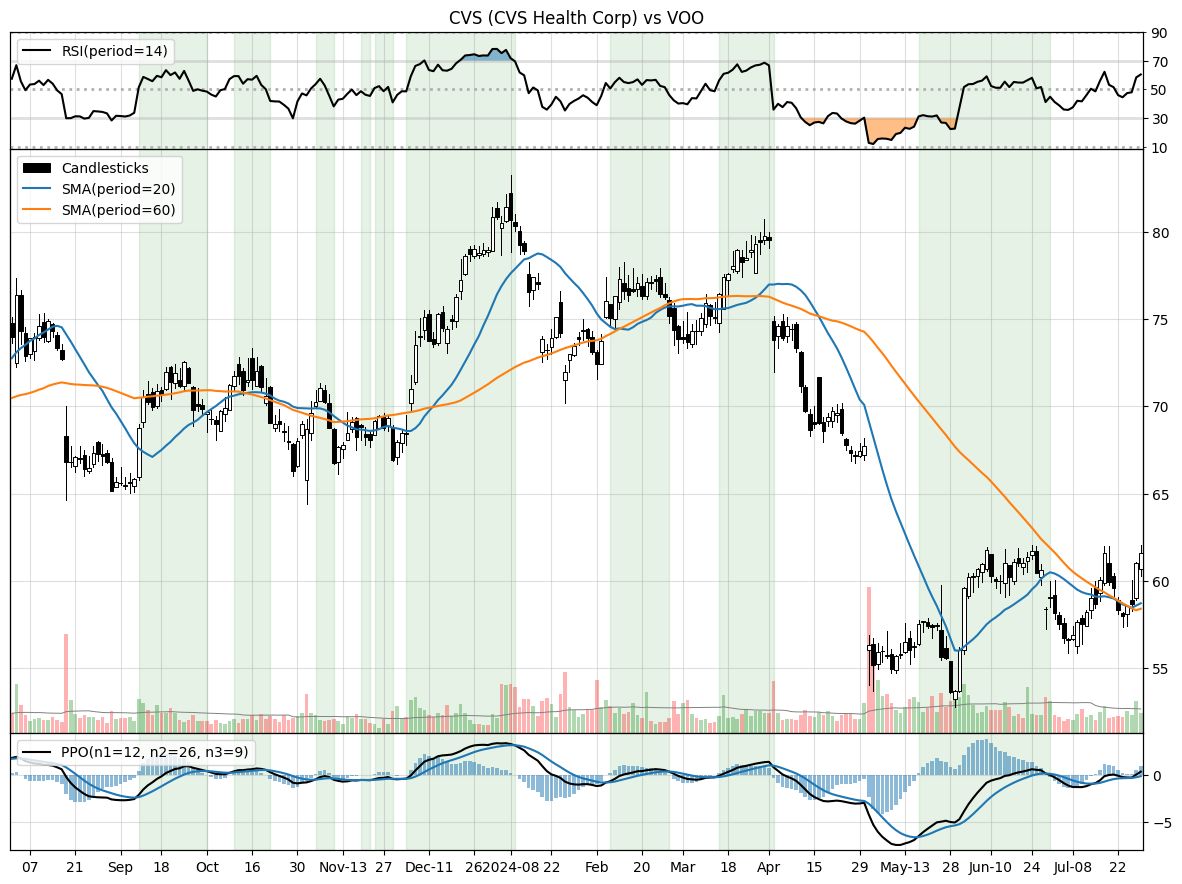 CVS (CVS Health Corp) vs VOO
RSI(period=14)
90
70
50
30
10
Candlesticks
SMA(period=20)
SMA(period=60)
80
75
70
65
60
55
PPO(n1=12, n2=26, n3=9)
0
−5
07 21 Sep 18 Oct 16 30 Nov-13 27 Dec-11 26 2024-08 22 Feb 20 Mar 18 Apr 15 29 May-13 28 Jun-10 24 Jul-08 22